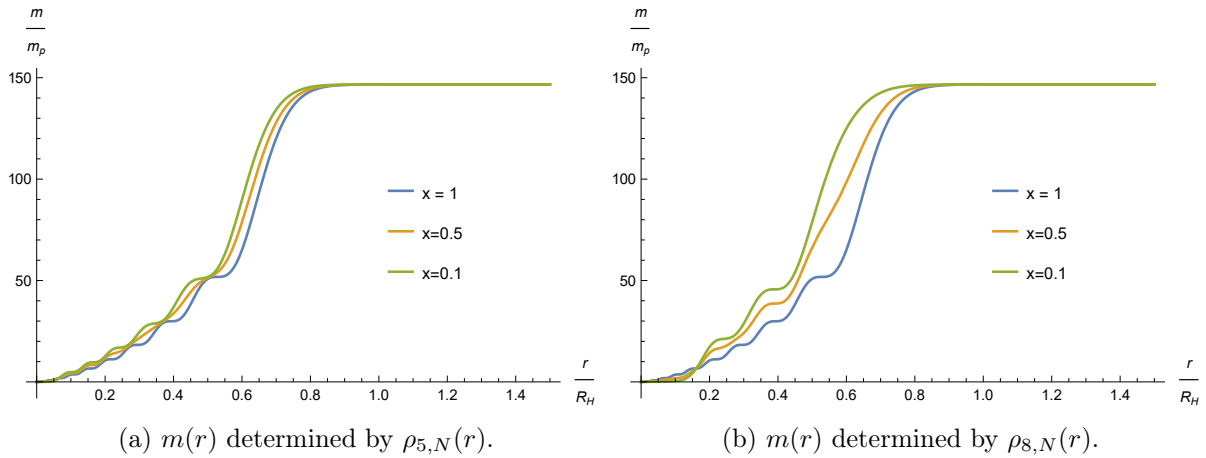 m
m_p
150
100
50
0.2 0.4 0.6 0.8 1.0 1.2 1.4
r
R_H
x = 1
x=0.5
x=0.1
(a) m(r) determined by ρ_{5,N}(r).
m
m_p
150
100
50
0.2 0.4 0.6 0.8 1.0 1.2 1.4
r
R_H
x = 1
x=0.5
x=0.1
(b) m(r) determined by ρ_{8,N}(r).